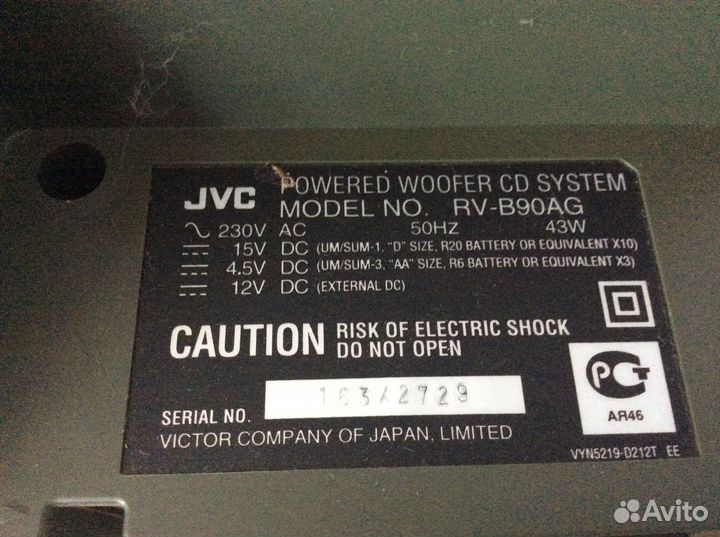 JVC POWERED WOOFER CD SYSTEM
MODEL NO. RV-B90AG
230V AC 50HZ 43W
15V DC (UM/SUM-1, "D" SIZE, R20 BATTERY OR EQUIVALENT X10)
4.5V DC (UM/SUM-3, "AA" SIZE, R6 BATTERY OR EQUIVALENT X3)
12V DC (EXTERNAL DC)
CAUTION RISK OF ELECTRIC SHOCK
DO NOT OPEN
SERIAL NO. 16342729
VICTOR COMPANY OF JAPAN, LIMITED
РСТ
АЯ46
VYN5219-D212T EE
Avito